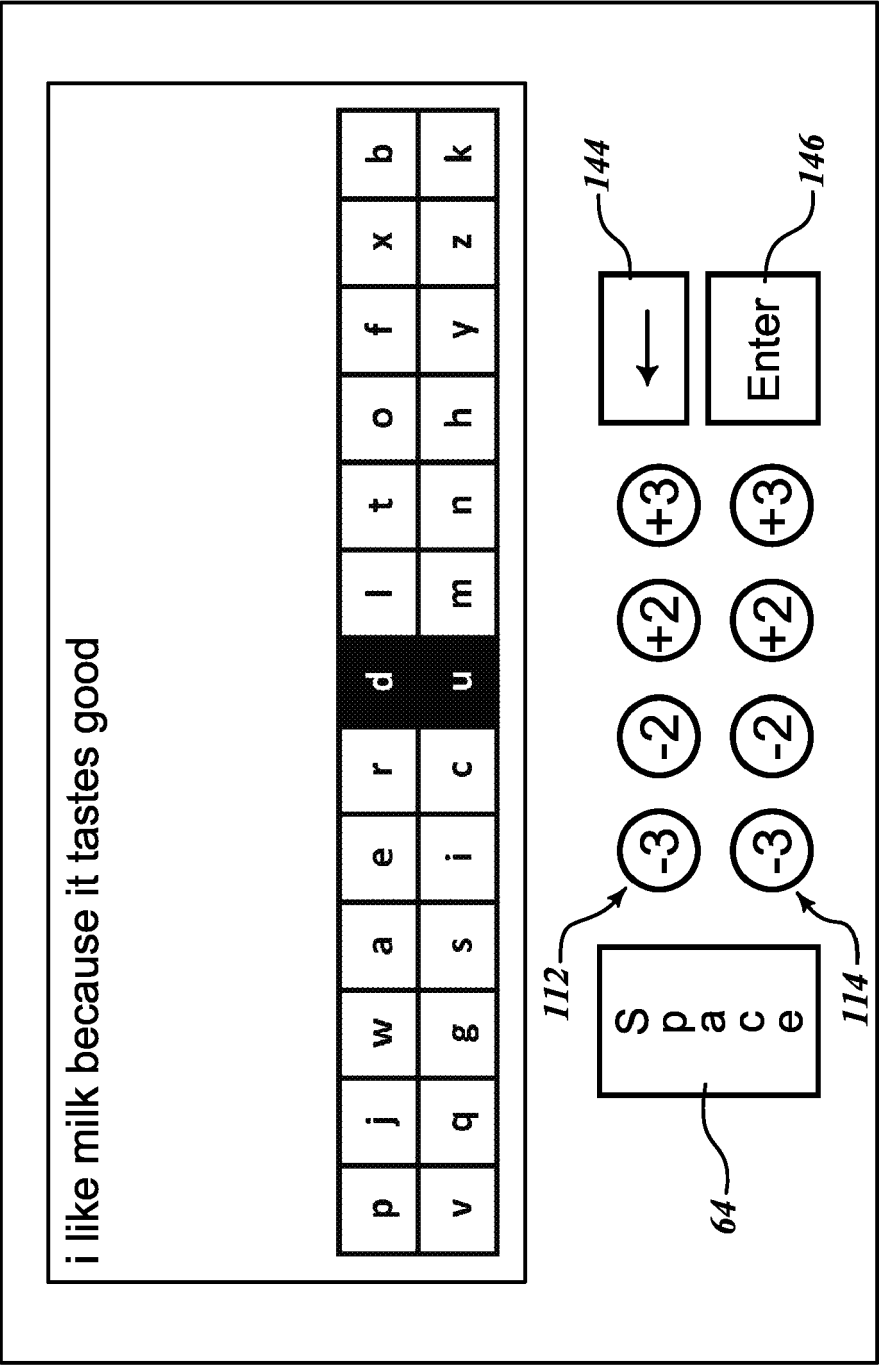 i like milk because it tastes good
p j w a e r d l t o f x b
v q g s i c u m n h y z k
112 144
Space
-3 -2 +2 +3 ←
-3 -2 +2 +3 Enter
64 114 146